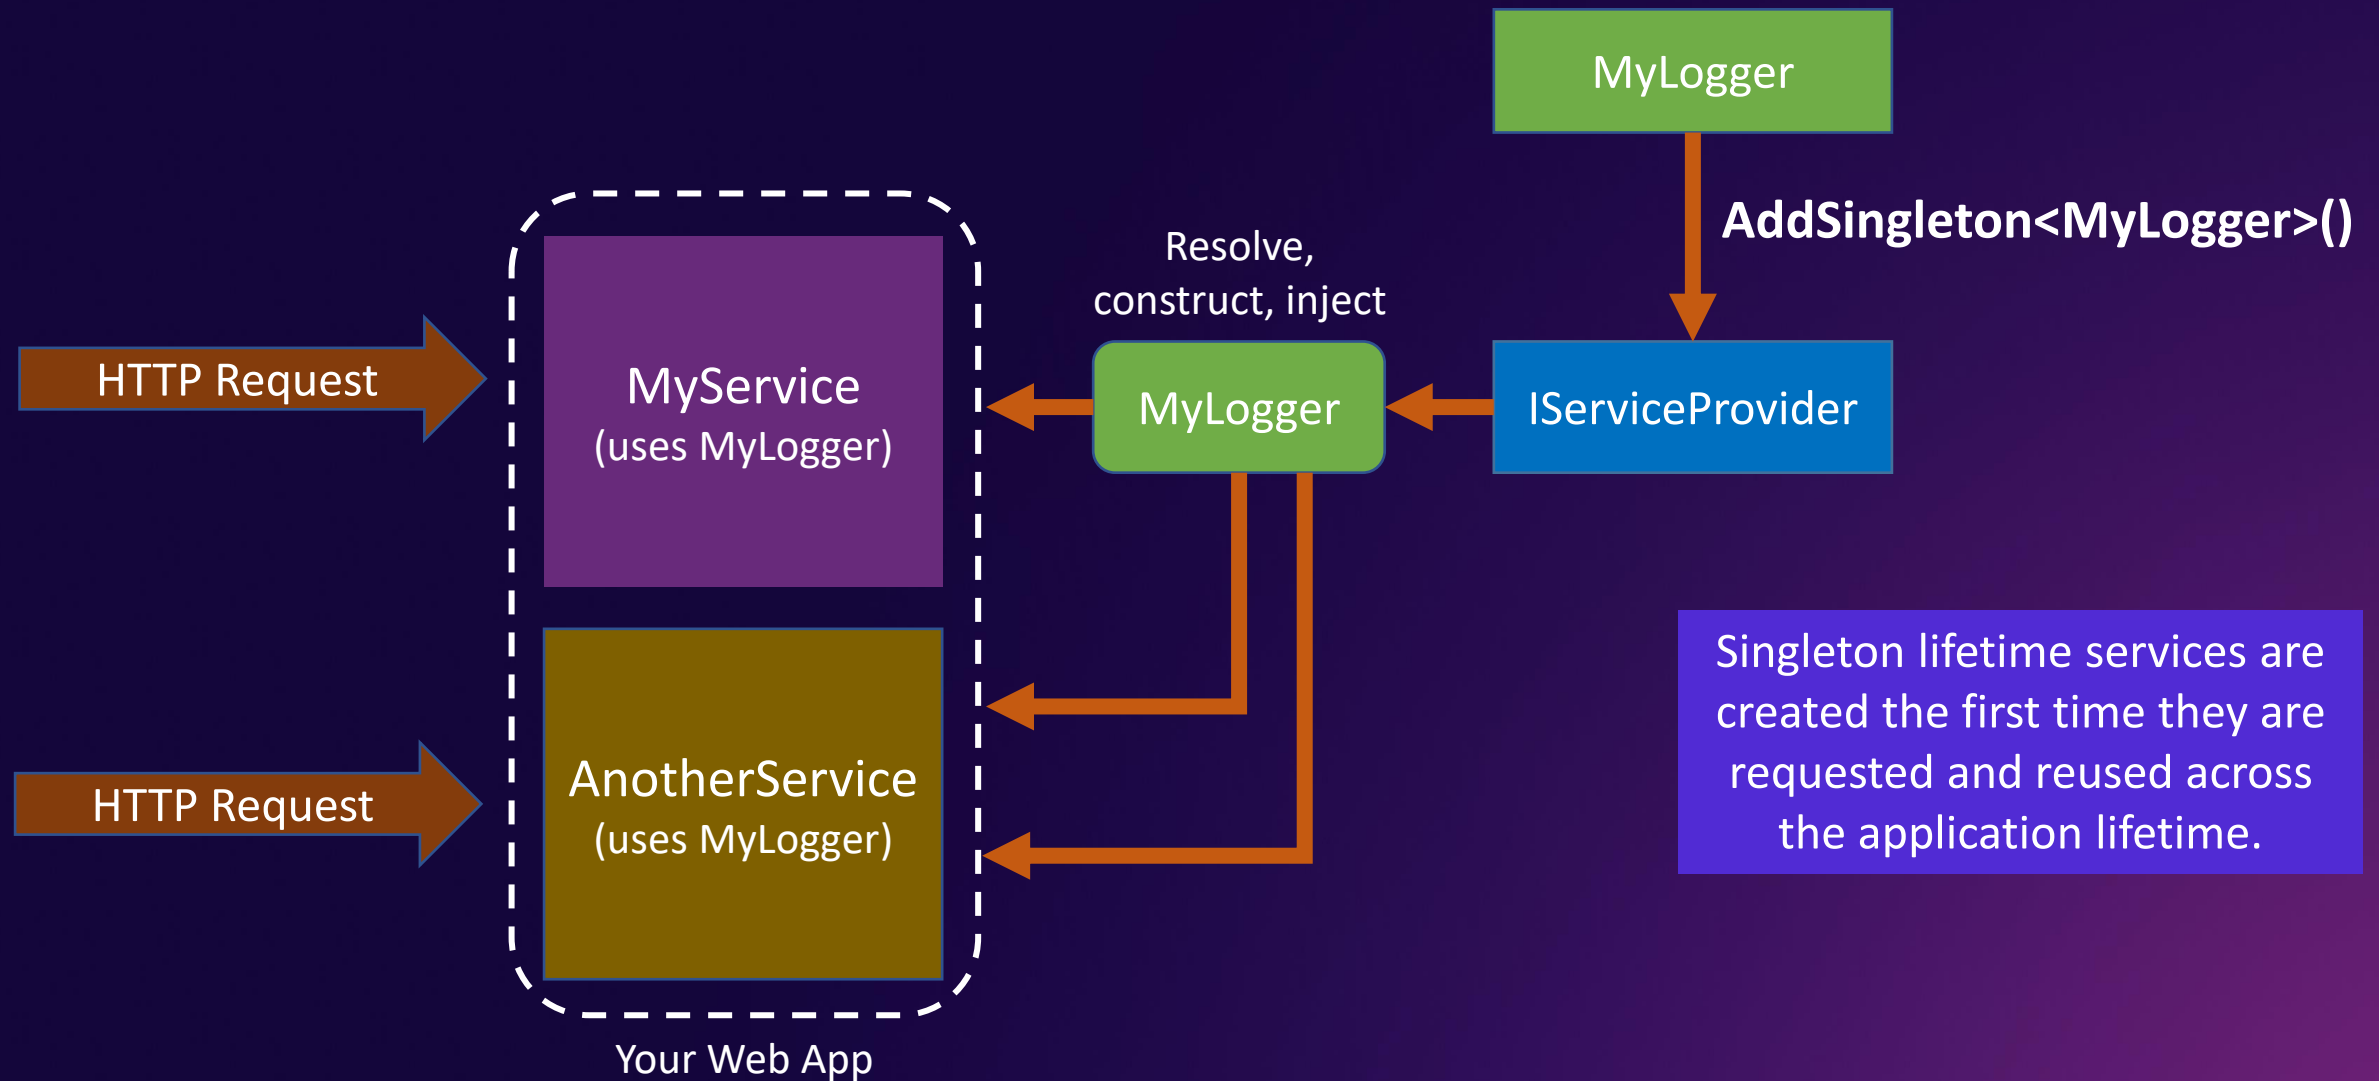 MyLogger
AddSingleton<MyLogger>()
Resolve,
construct, inject
HTTP Request
MyService
(uses MyLogger)
MyLogger
IServiceProvider
HTTP Request
AnotherService
(uses MyLogger)
Singleton lifetime services are
created the first time they are
requested and reused across
the application lifetime.
Your Web App